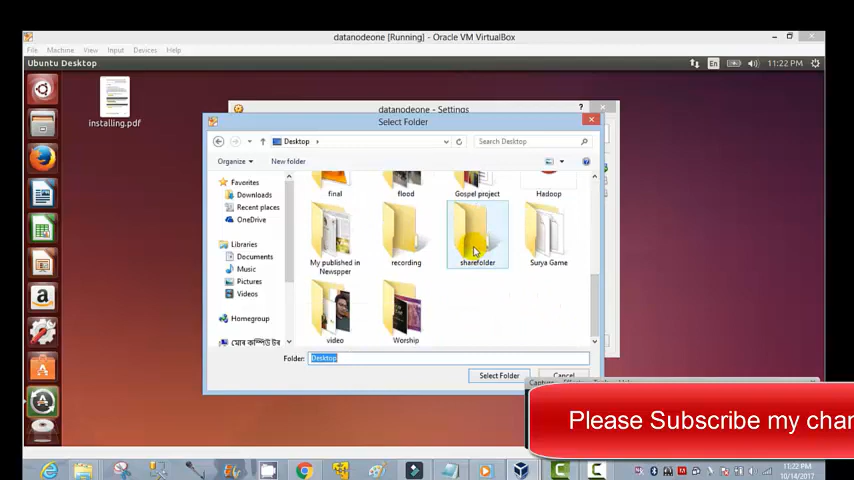 datanodeone [Running] - Oracle VM VirtualBox
File Machine View Input Devices Help
Ubuntu Desktop
En
11:22 PM
installing.pdf
datanodeone - Settings
Select Folder
Desktop
Search Desktop
Organize
New folder
Favorites
Downloads
Recent places
OneDrive
Libraries
Documents
Music
Pictures
Videos
Homegroup
final
flood
Gospel project
Hadoop
My published in Newspper
recording
sharefolder
Surya Game
video
Worship
Folder: Desktop
Select Folder
Cancel
Please Subscribe my chan
11:22 PM
10/14/2017